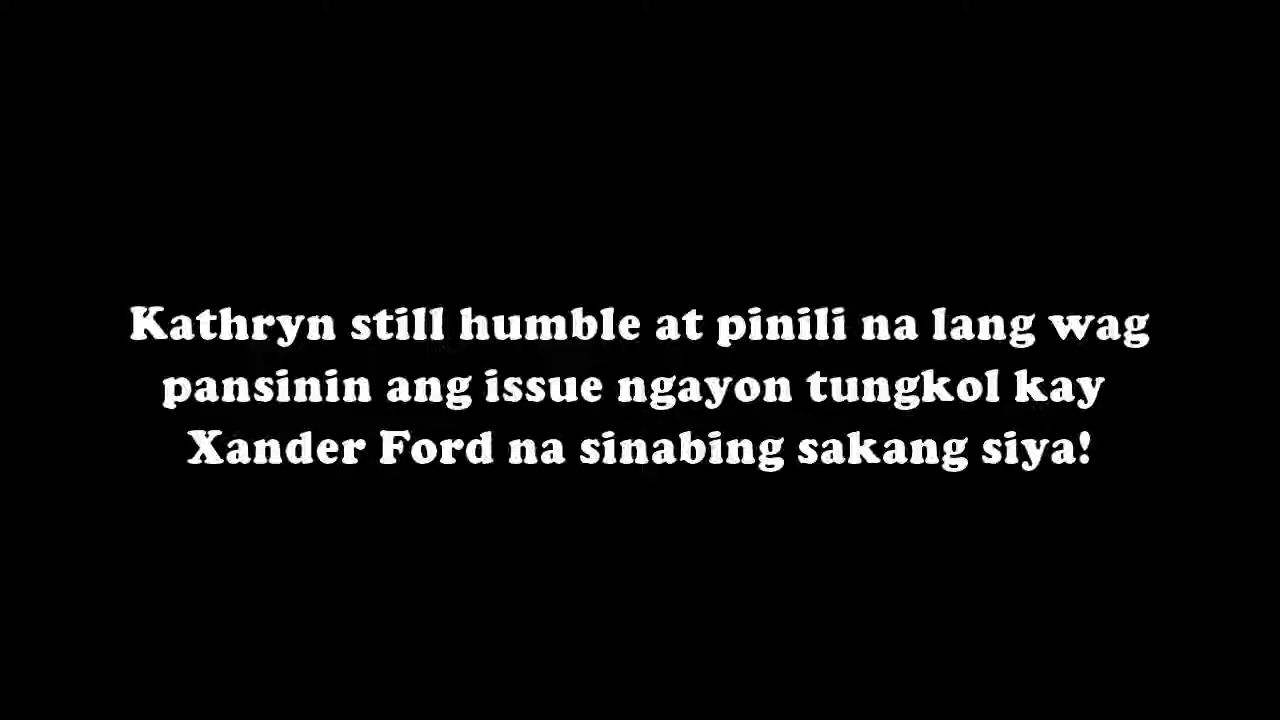 Kathryn still humble at pinili na lang wag
pansinin ang issue ngayon tungkol kay
Xander Ford na sinabing sakang siya!